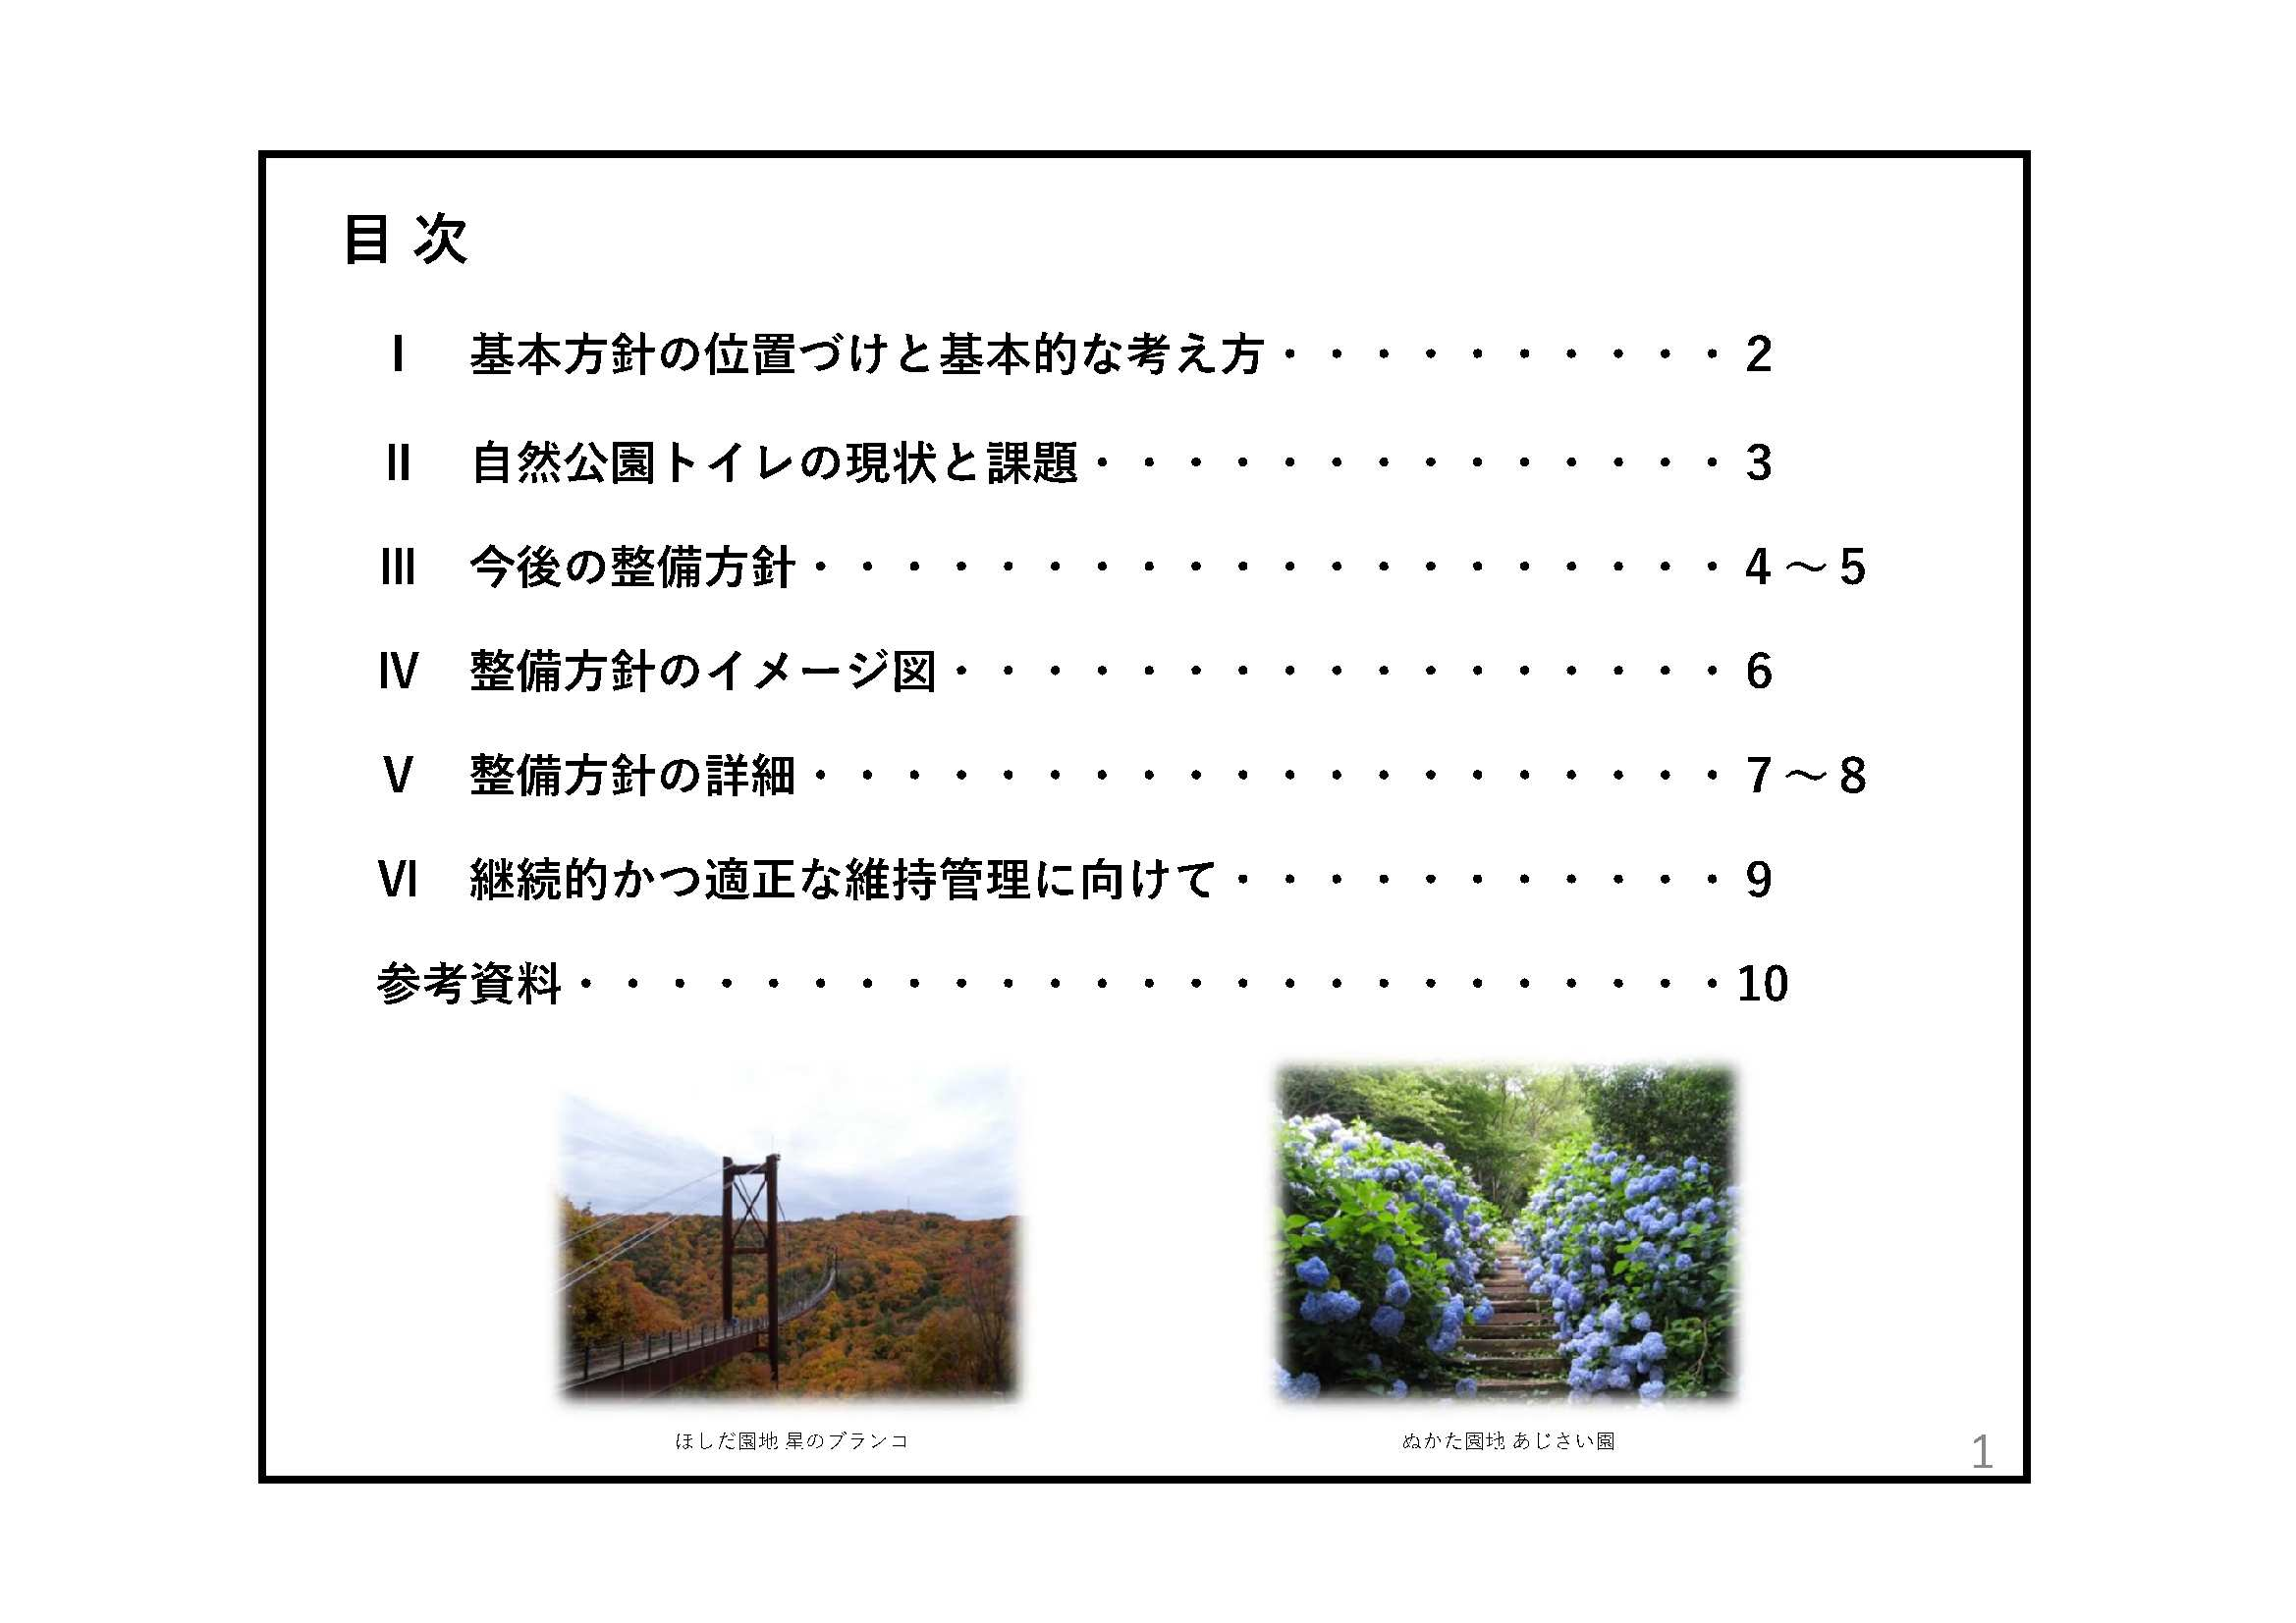 目 次
Ⅰ 基本方針の位置づけと基本的な考え方・・・・・・・・・・2
Ⅱ 自然公園トイレの現状と課題・・・・・・・・・・・・・・3
Ⅲ 今後の整備方針・・・・・・・・・・・・・・・・・・・・4～5
Ⅳ 整備方針のイメージ図・・・・・・・・・・・・・・・・・6
Ⅴ 整備方針の詳細・・・・・・・・・・・・・・・・・・・・7～8
Ⅵ 継続的かつ適正な維持管理に向けて・・・・・・・・・・・9
参考資料・・・・・・・・・・・・・・・・・・・・・・・・・10
ほしだ園地 星のブランコ
ぬかた園地 あじさい園
1